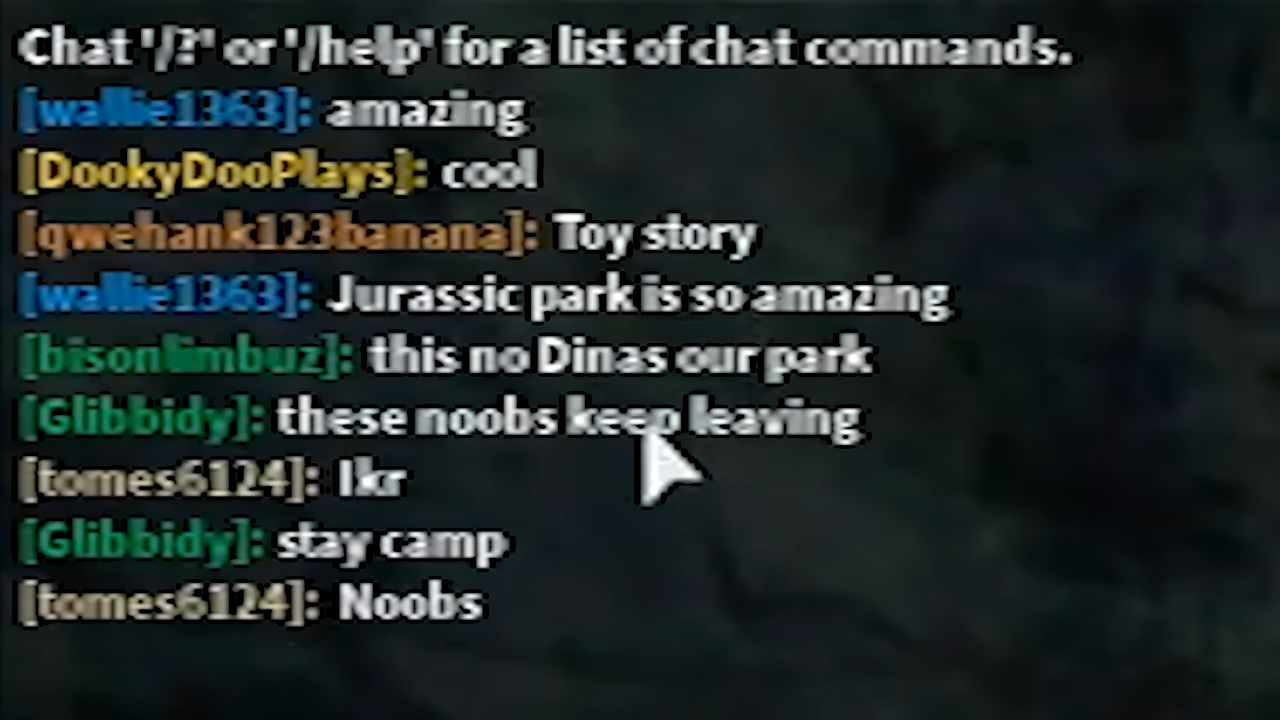 Chat '/?' or '/help' for a list of chat commands.
[wallie1363]: amazing
[DookyDooPlays]: cool
[qwehank123banana]: Toy story
[wallie1363]: Jurassic park is so amazing
[bisonlimbuz]: this no Dinas our park
[Glibbidy]: these noobs keep leaving
[tomes6124]: Ikr
[Glibbidy]: stay camp
[tomes6124]: Noobs